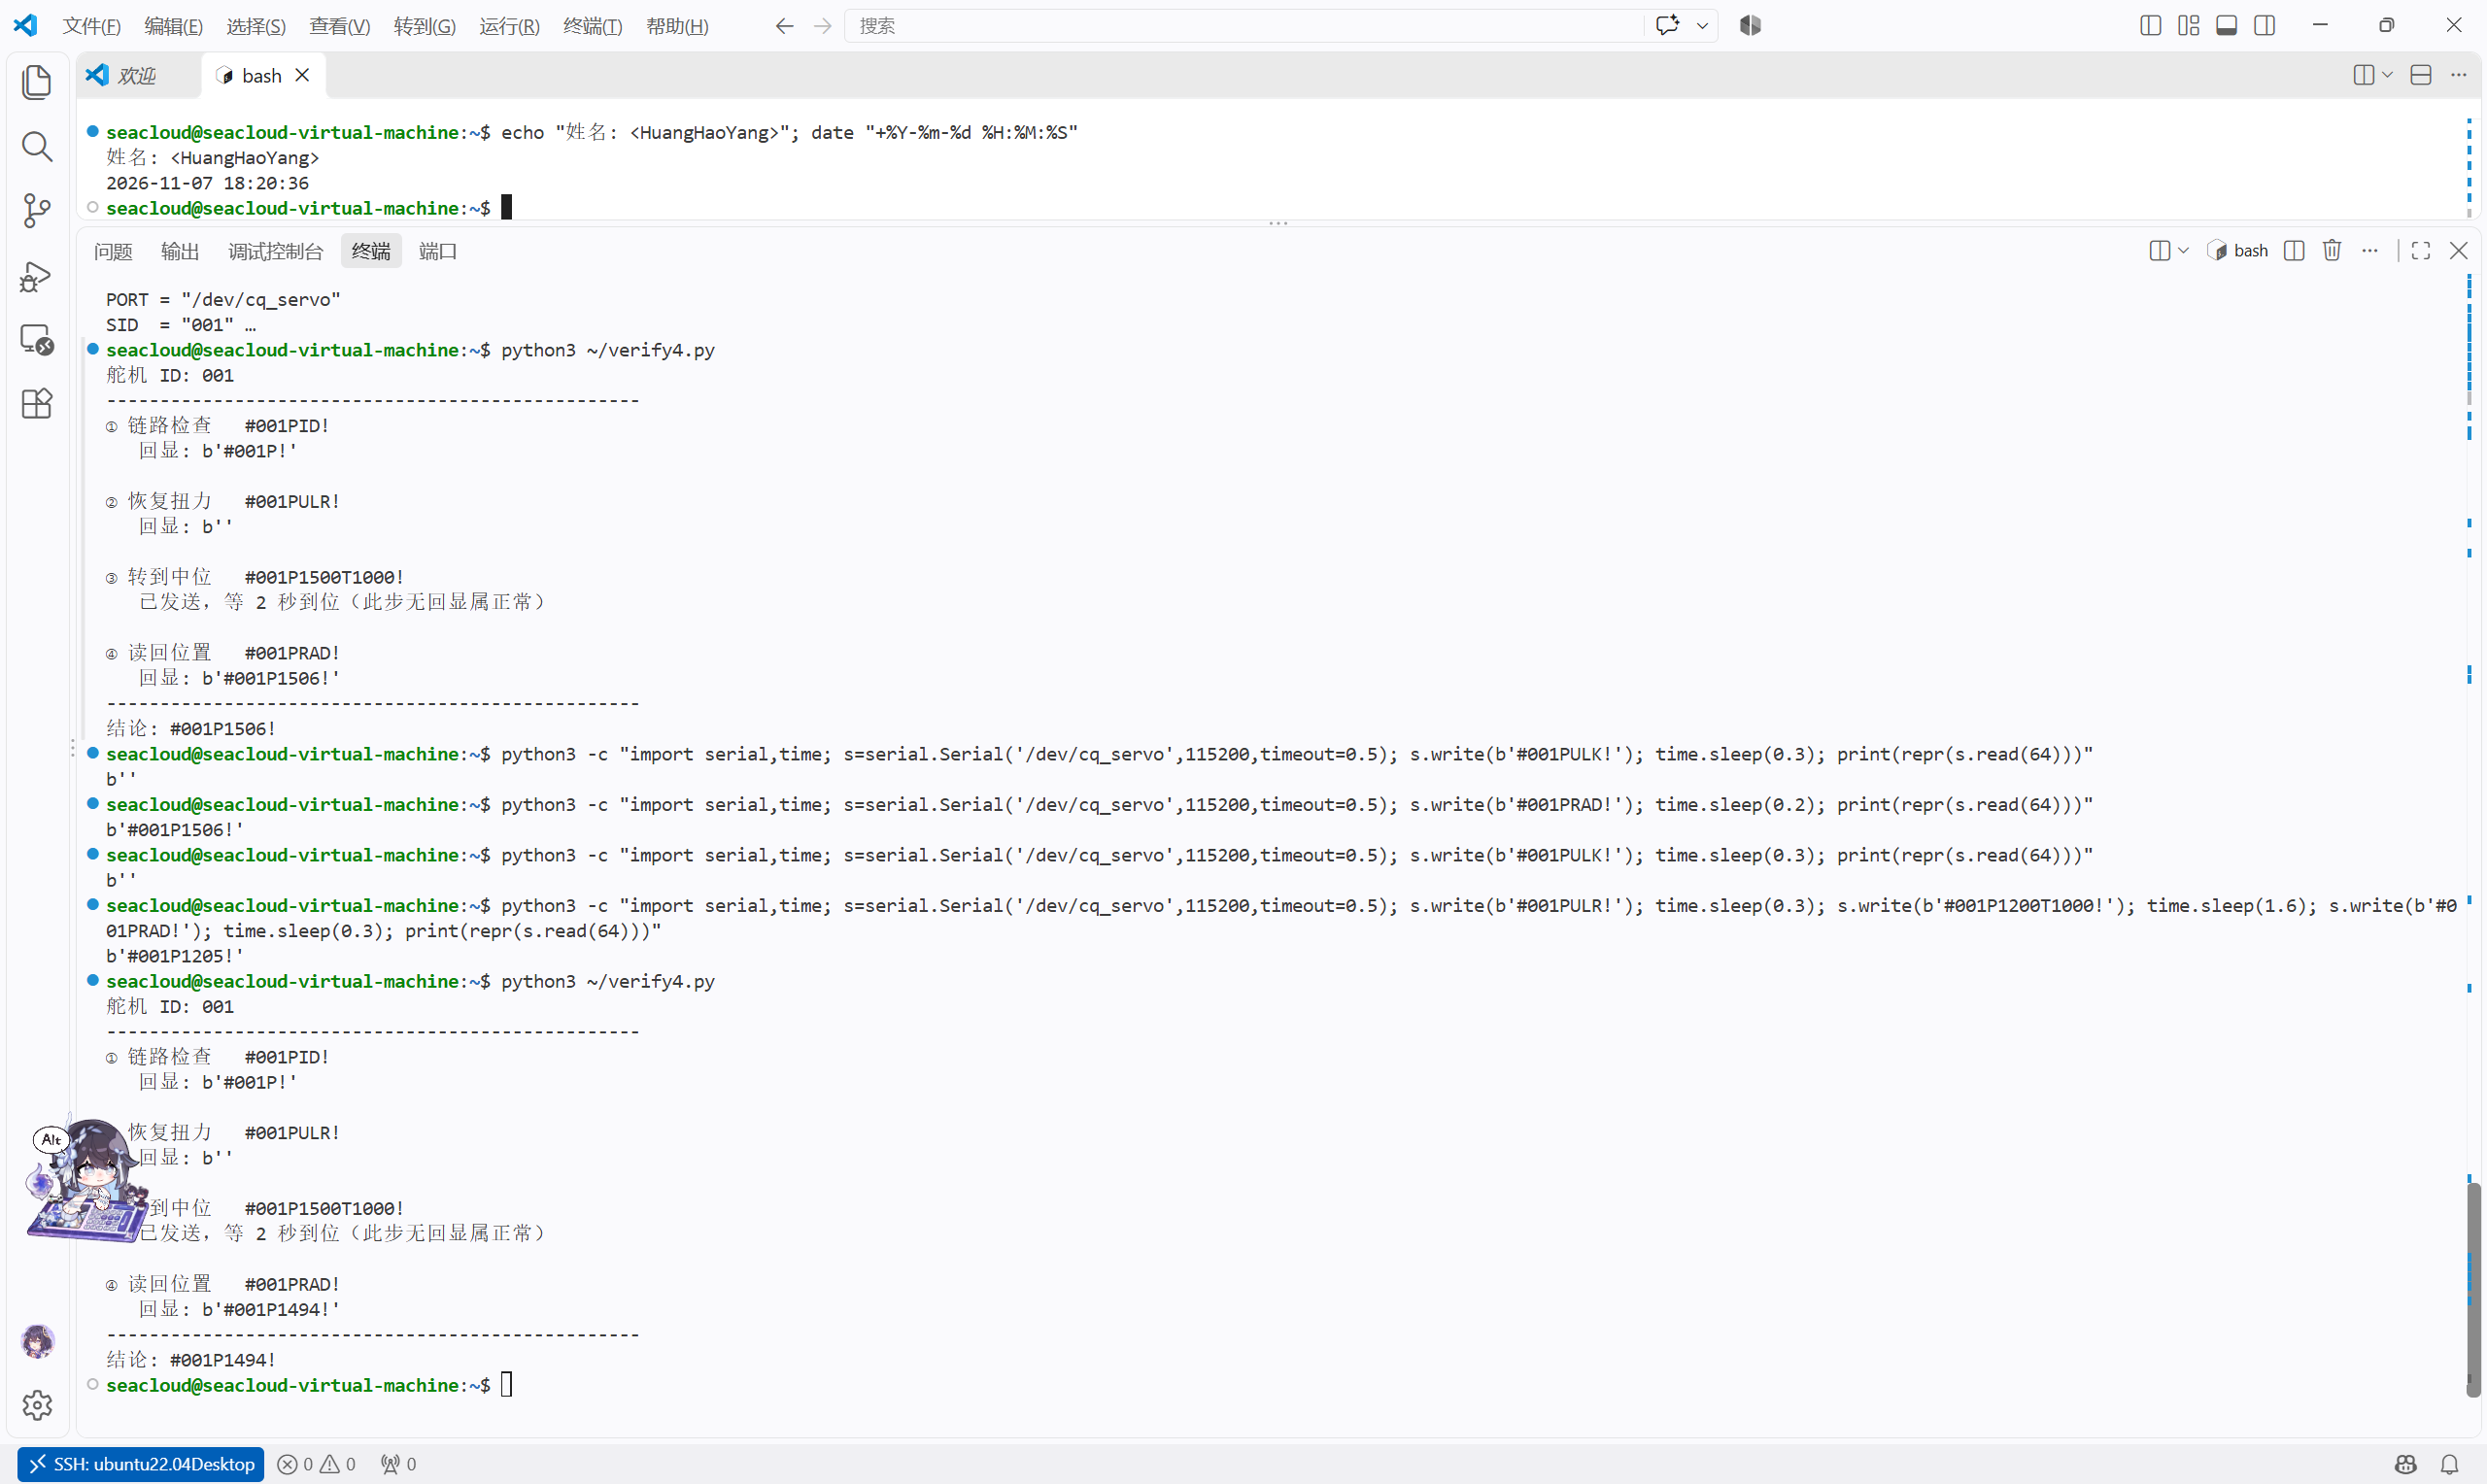 文件(F) 编辑(E) 选择(S) 查看(V) 转到(G) 运行(R) 终端(T) 帮助(H) 搜索
欢迎 bash
seacloud@seacloud-virtual-machine:~$ echo "姓名: <HuangHaoYang>"; date "+%Y-%m-%d %H:%M:%S"
姓名: <HuangHaoYang>
2026-11-07 18:20:36
seacloud@seacloud-virtual-machine:~$
问题 输出 调试控制台 终端 端口 bash
PORT = "/dev/cq_servo"
SID  = "001" …
seacloud@seacloud-virtual-machine:~$ python3 ~/verify4.py
舵机 ID: 001
--------------------------------------------------
① 链路检查   #001PID!
回显: b'#001P!'
② 恢复扭力   #001PULR!
回显: b''
③ 转到中位   #001P1500T1000!
已发送，等 2 秒到位（此步无回显属正常）
④ 读回位置   #001PRAD!
回显: b'#001P1506!'
--------------------------------------------------
结论: #001P1506!
seacloud@seacloud-virtual-machine:~$ python3 -c "import serial,time; s=serial.Serial('/dev/cq_servo',115200,timeout=0.5); s.write(b'#001PULK!'); time.sleep(0.3); print(repr(s.read(64)))"
b''
seacloud@seacloud-virtual-machine:~$ python3 -c "import serial,time; s=serial.Serial('/dev/cq_servo',115200,timeout=0.5); s.write(b'#001PRAD!'); time.sleep(0.2); print(repr(s.read(64)))"
b'#001P1506!'
seacloud@seacloud-virtual-machine:~$ python3 -c "import serial,time; s=serial.Serial('/dev/cq_servo',115200,timeout=0.5); s.write(b'#001PULK!'); time.sleep(0.3); print(repr(s.read(64)))"
b''
seacloud@seacloud-virtual-machine:~$ python3 -c "import serial,time; s=serial.Serial('/dev/cq_servo',115200,timeout=0.5); s.write(b'#001PULR!'); time.sleep(0.3); s.write(b'#001P1200T1000!'); time.sleep(1.6); s.write(b'#0
01PRAD!'); time.sleep(0.3); print(repr(s.read(64)))"
b'#001P1205!'
seacloud@seacloud-virtual-machine:~$ python3 ~/verify4.py
舵机 ID: 001
--------------------------------------------------
① 链路检查   #001PID!
回显: b'#001P!'
恢复扭力   #001PULR!
Alt
回显: b''
到中位   #001P1500T1000!
已发送，等 2 秒到位（此步无回显属正常）
④ 读回位置   #001PRAD!
回显: b'#001P1494!'
--------------------------------------------------
结论: #001P1494!
seacloud@seacloud-virtual-machine:~$
SSH: ubuntu22.04Desktop 0 0 0